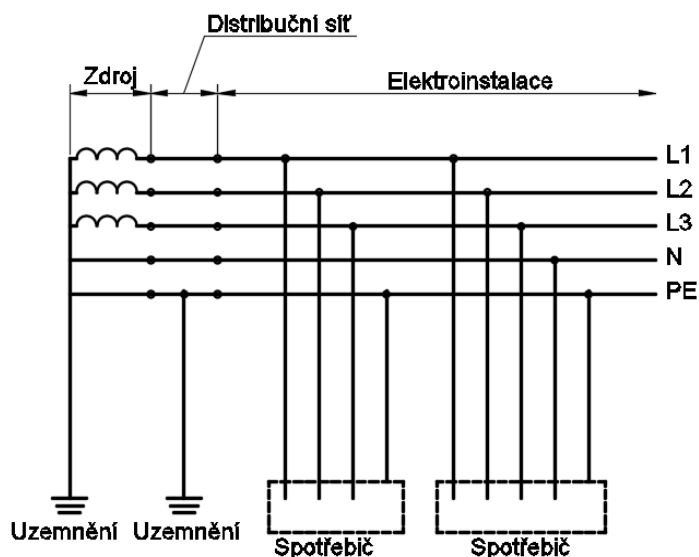 Distribuční síť
Zdroj
Elektroinstalace
L1
L2
L3
N
PE
Uzemnění
Uzemnění
Spotřebič
Spotřebič